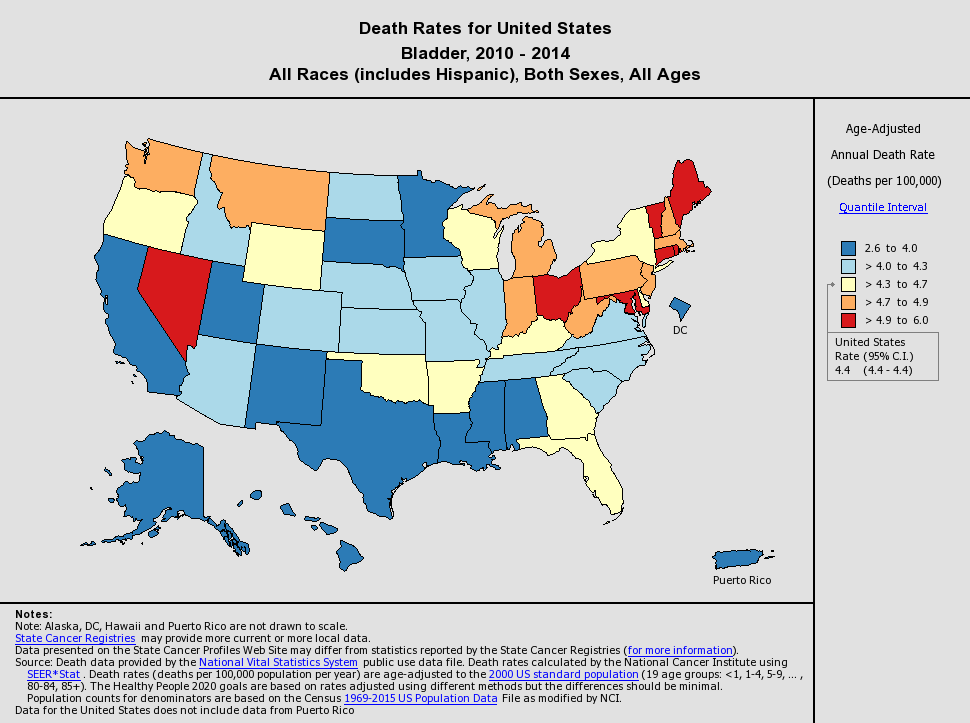 Death Rates for United States
Bladder, 2010 - 2014
All Races (includes Hispanic), Both Sexes, All Ages
Age-Adjusted
Annual Death Rate
(Deaths per 100,000)
Quantile Interval
2.6 to 4.0
> 4.0 to 4.3
> 4.3 to 4.7
> 4.7 to 4.9
> 4.9 to 6.0
United States
Rate (95% C.I.)
4.4 (4.4 - 4.4)
DC
Puerto Rico
Notes:
Note: Alaska, DC, Hawaii and Puerto Rico are not drawn to scale.
State Cancer Registries may provide more current or more local data.
Data presented on the State Cancer Profiles Web Site may differ from statistics reported by the State Cancer Registries (for more information).
Source: Death data provided by the National Vital Statistics System public use data file. Death rates calculated by the National Cancer Institute using
SEER*Stat. Death rates (deaths per 100,000 population per year) are age-adjusted to the 2000 US standard population (19 age groups: <1, 1-4, 5-9, ... ,
80-84, 85+). The Healthy People 2020 goals are based on rates adjusted using different methods but the differences should be minimal.
Population counts for denominators are based on the Census 1969-2015 US Population Data File as modified by NCI.
Data for the United States does not include data from Puerto Rico